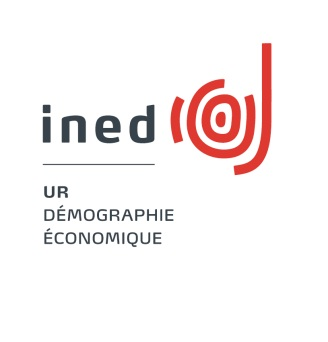 ined
UR
DÉMOGRAPHIE
ÉCONOMIQUE